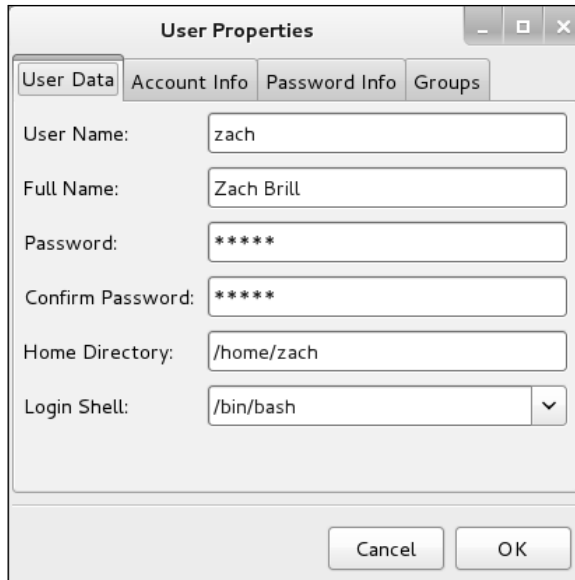 User Properties
User Data Account Info Password Info Groups
User Name: zach
Full Name: Zach Brill
Password: *****
Confirm Password: *****
Home Directory: /home/zach
Login Shell: /bin/bash
Cancel OK